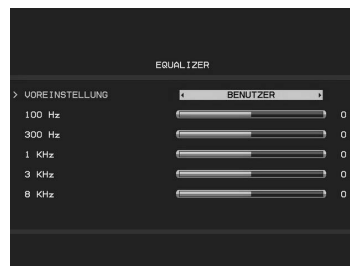 EQUALIZER
> VOREINSTELLUNG BENUTZER
100 Hz 0
300 Hz 0
1 KHz 0
3 KHz 0
8 KHz 0